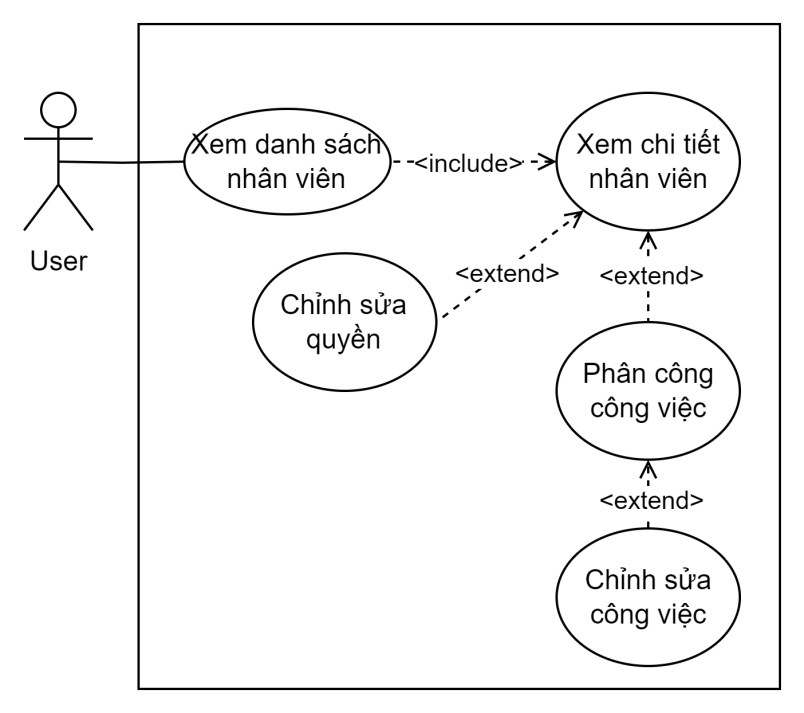 Xem danh sách
nhân viên
<include>
Xem chi tiết
nhân viên
User
<extend>
<extend>
Chỉnh sửa
quyền
Phân công
công việc
<extend>
Chỉnh sửa
công việc